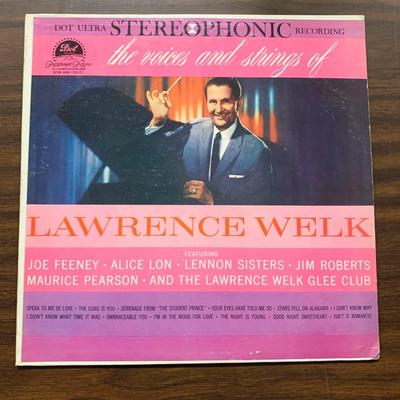 DOT ULTRA STEREOPHONIC RECORDING
Dot
the voices and strings of
LAWRENCE WELK
FEATURING
JOE FEENEY · ALICE LON · LENNON SISTERS · JIM ROBERTS
MAURICE PEARSON · AND THE LAWRENCE WELK GLEE CLUB
SPEAK TO ME OF LOVE · THE SONG IS YOU · SERENADE FROM "THE STUDENT PRINCE" · YOUR EYES HAVE TOLD ME SO · STARS FELL ON ALABAMA · I DON'T KNOW WHY
I DIDN'T KNOW WHAT TIME IT WAS · EMBRACEABLE YOU · I'M IN THE MOOD FOR LOVE · THE NIGHT IS YOUNG · GOOD NIGHT SWEETHEART · ISN'T IT ROMANTIC